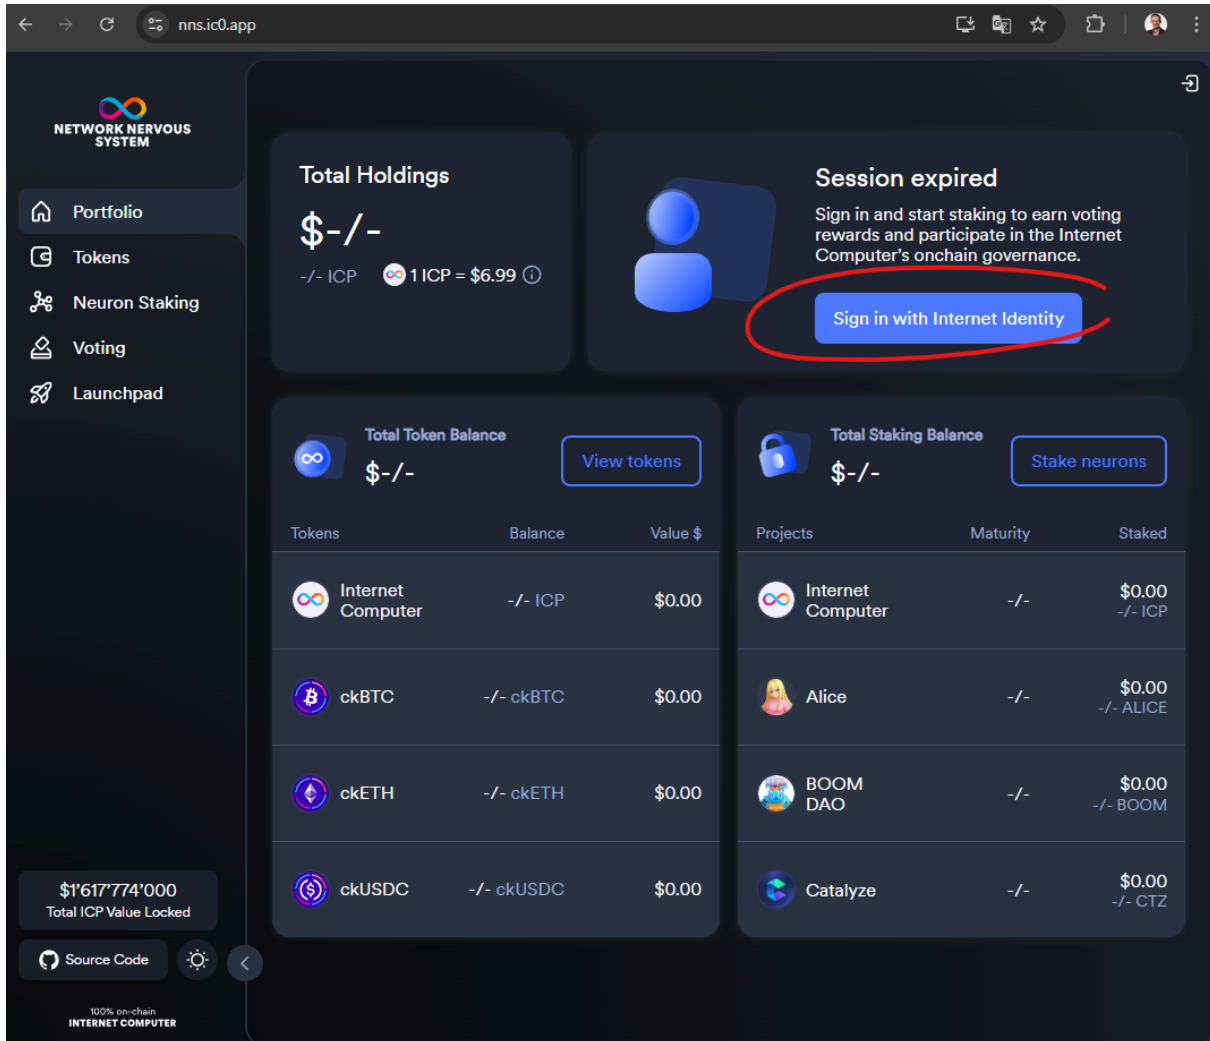 nns.ic0.app
NETWORK NERVOUS
SYSTEM
Portfolio
Tokens
Neuron Staking
Voting
Launchpad
$1'617'774'000
Total ICP Value Locked
Source Code
100% on-chain
INTERNET COMPUTER
Total Holdings
$-/-
-/- ICP 1 ICP = $6.99
Session expired
Sign in and start staking to earn voting
rewards and participate in the Internet
Computer's onchain governance.
Sign in with Internet Identity
Total Token Balance
$-/-
View tokens
Tokens Balance Value $
Internet
Computer
-/- ICP $0.00
ckBTC -/- ckBTC $0.00
ckETH -/- ckETH $0.00
ckUSDC -/- ckUSDC $0.00
Total Staking Balance
$-/-
Stake neurons
Projects Maturity Staked
Internet
Computer
-/- $0.00
-/- ICP
Alice -/- $0.00
-/- ALICE
BOOM
DAO
-/- $0.00
-/- BOOM
Catalyze -/- $0.00
-/- CTZ